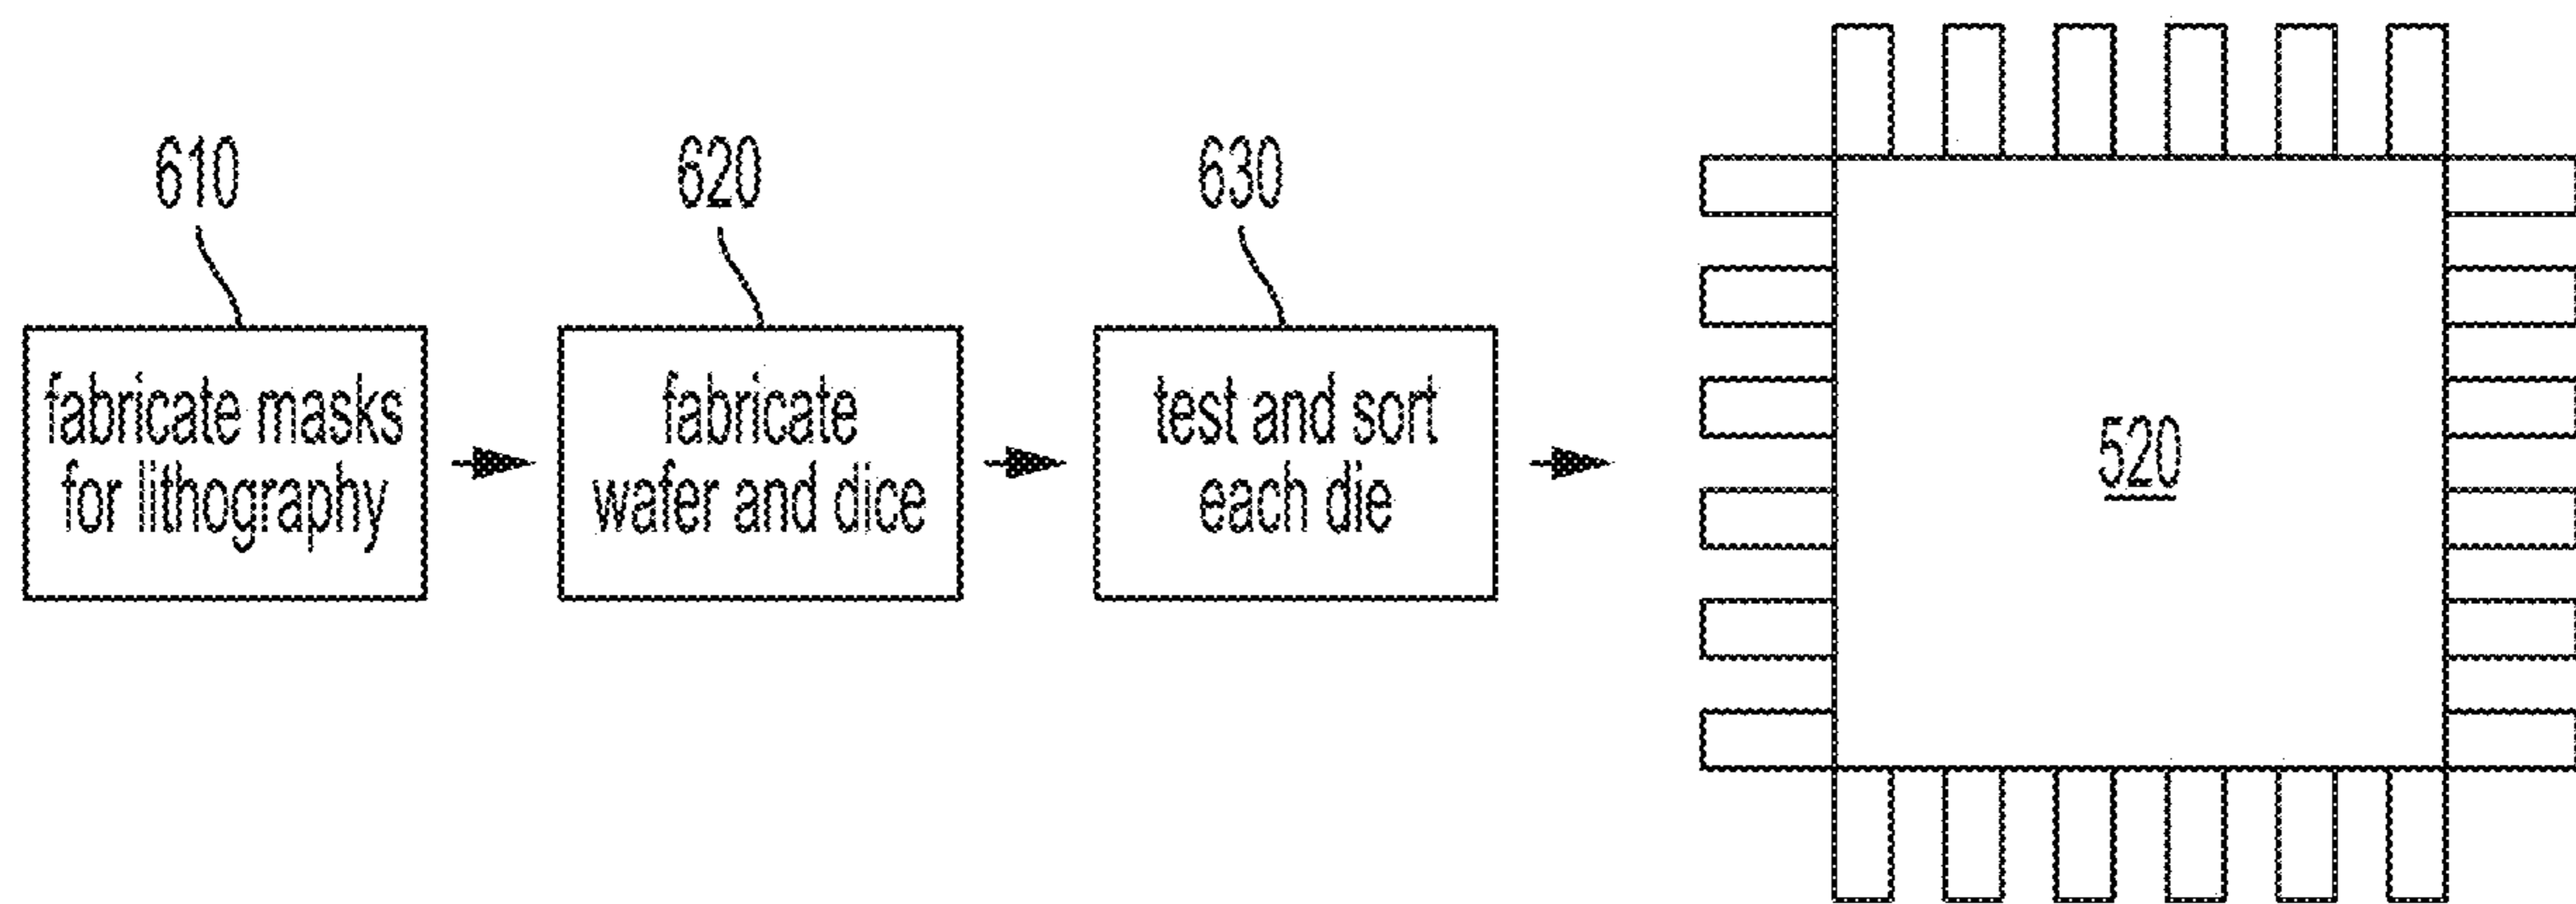 610
620
630
fabricate masks
for lithography
fabricate
wafer and dice
test and sort
each die
520